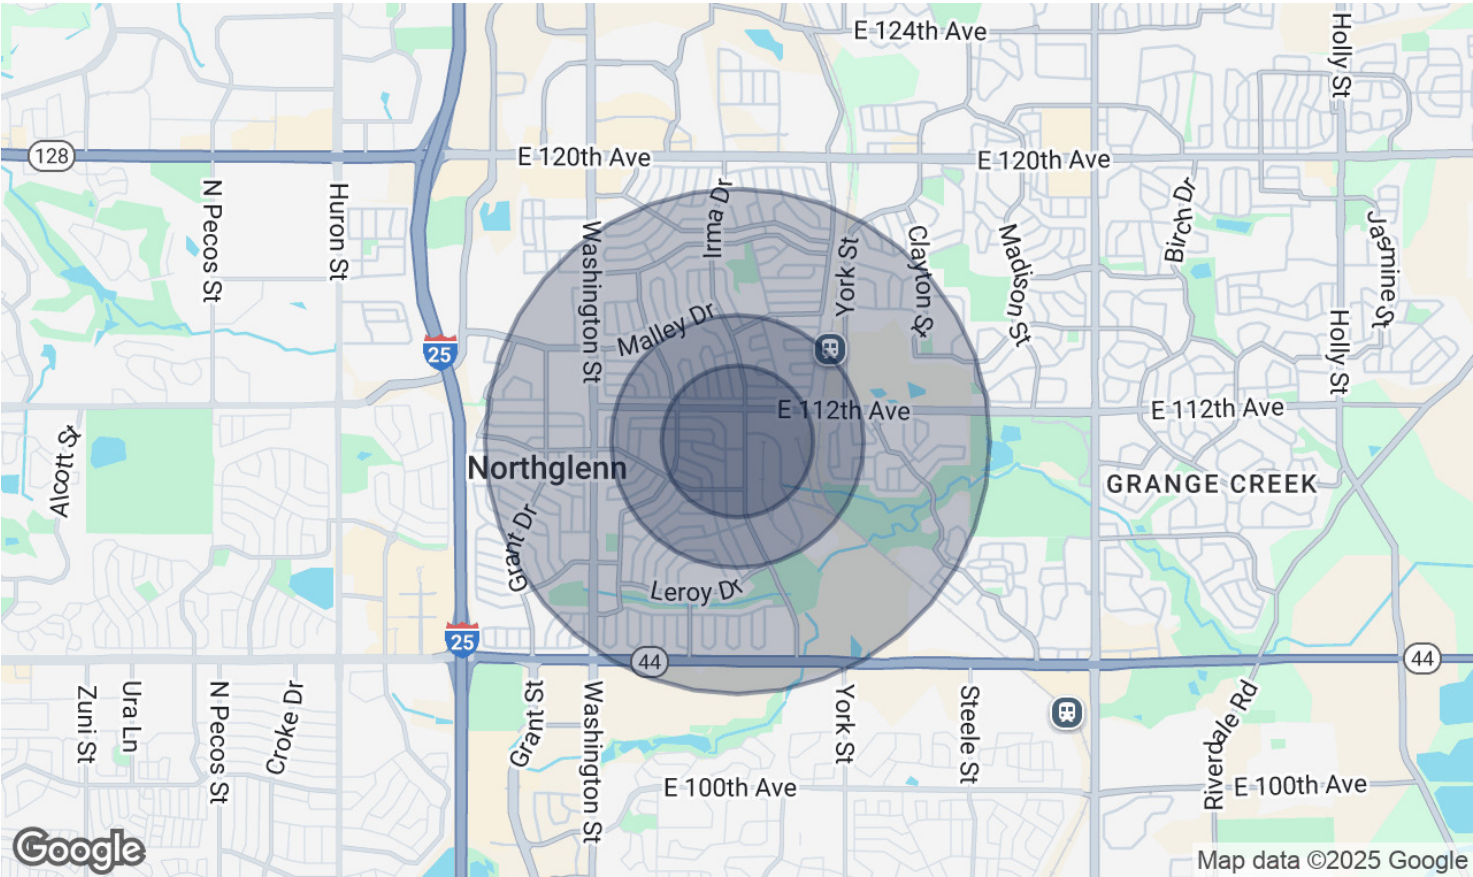 E 124th Ave
Holly St
128
E 120th Ave
E 120th Ave
N Pecos St
Huron St
Irma Dr
Birch Dr
Washington St
York St
Clayton St
Madison St
Jasmine St
Malley Dr
25
Holly St
E 112th Ave
E 112th Ave
Alcott St
Northglenn
GRANGE CREEK
Grant Dr
Leroy Dr
25
44
44
Zuni St
Ura Ln
N Pecos St
Croke Dr
Grant St
Washington St
York St
Steele St
Riverdale Rd
E 100th Ave
E 100th Ave
Google
Map data ©2025 Google